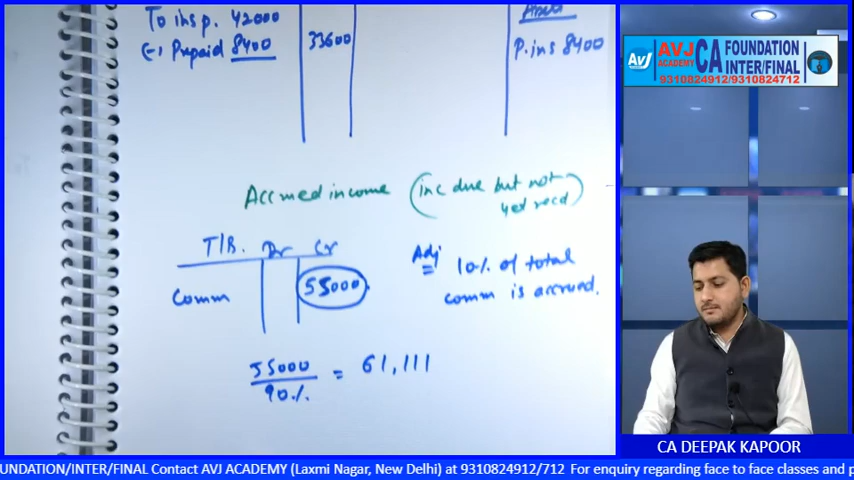 To insp. 42000
(-) Prepaid 8400
33600
Asset
P. ins 8400
Accrued income (inc due but not yet recd)
T/B. Dr Cr
Comm 55000
Adj 10% of total
comm is accrued.
55000
90%
= 61,111
AVJ
ACADEMY
CA
FOUNDATION
INTER/FINAL
9310824912/9310824712
CA DEEPAK KAPOOR
OUNDATION/INTER/FINAL Contact AVJ ACADEMY (Laxmi Nagar, New Delhi) at 9310824912/712 For enquiry regarding face to face classes and p